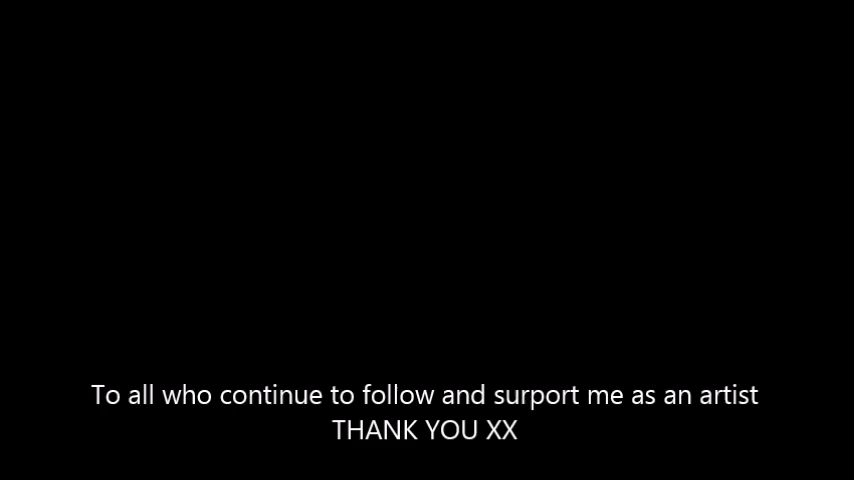 To all who continue to follow and surport me as an artist
THANK YOU XX